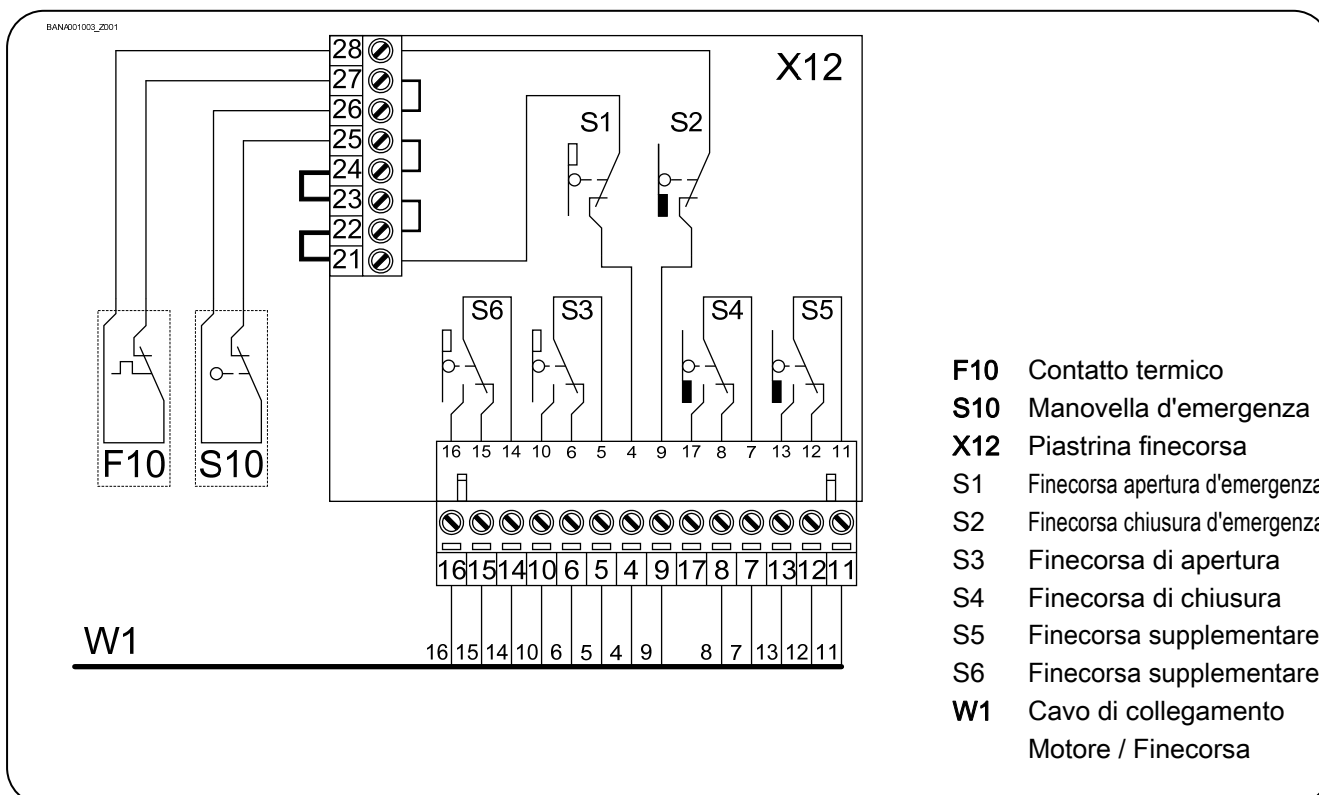 BANA001003_Z001
28
27
26
25
24
23
22
21
X12
S1 S2
S6 S3 S4 S5
F10 S10
16 15 14 10 6 5 4 9 17 8 7 13 12 11
16 15 14 10 6 5 4 9 17 8 7 13 12 11
W1
16 15 14 10 6 5 4 9 8 7 13 12 11
F10 Contatto termico
S10 Manovella d'emergenza
X12 Piastrina finecorsa
S1 Finecorsa apertura d'emergenza
S2 Finecorsa chiusura d'emergenza
S3 Finecorsa di apertura
S4 Finecorsa di chiusura
S5 Finecorsa supplementare
S6 Finecorsa supplementare
W1 Cavo di collegamento
Motore / Finecorsa